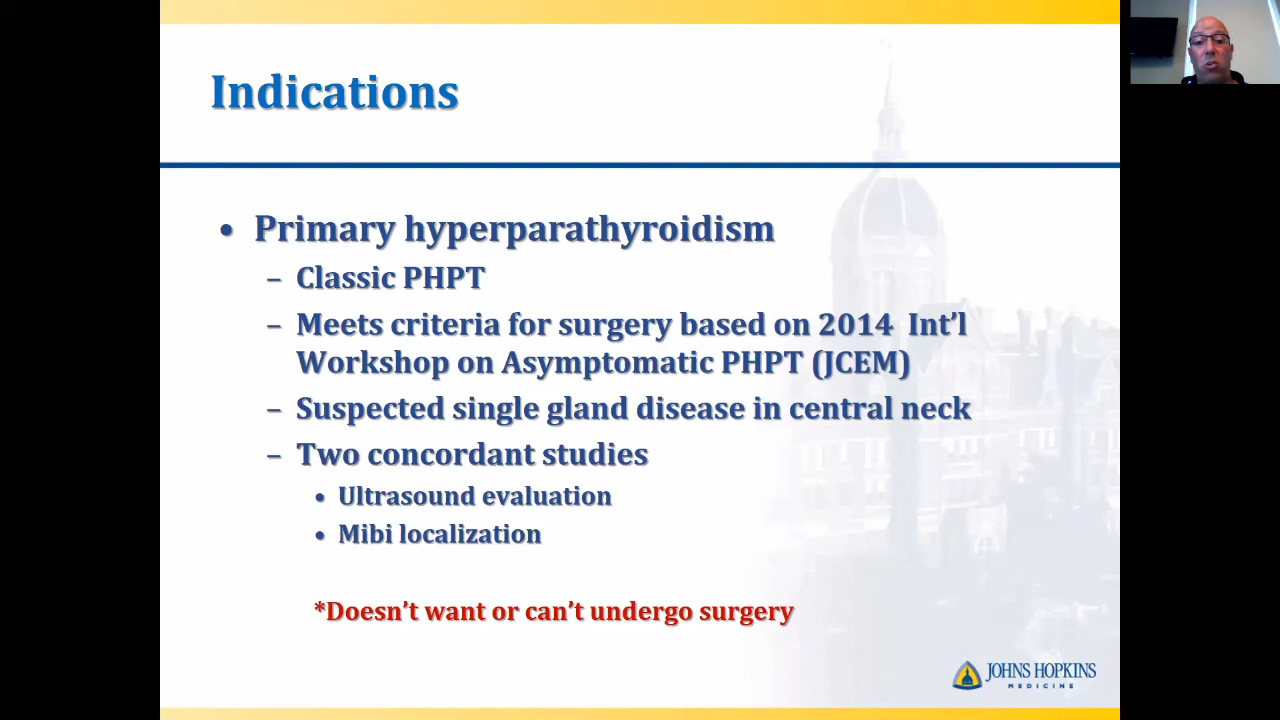 Indications
• Primary hyperparathyroidism
– Classic PHPT
– Meets criteria for surgery based on 2014 Int’l
Workshop on Asymptomatic PHPT (JCEM)
– Suspected single gland disease in central neck
– Two concordant studies
• Ultrasound evaluation
• Mibi localization
*Doesn’t want or can’t undergo surgery
JOHNS HOPKINS
MEDICINE